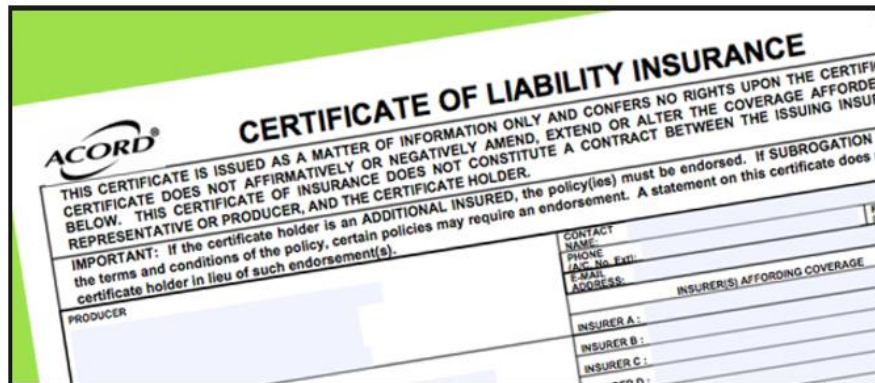 CERTIFICATE OF LIABILITY INSURANCE
ACORD®
THIS CERTIFICATE IS ISSUED AS A MATTER OF INFORMATION ONLY AND CONFERS NO RIGHTS UPON THE
CERTIFICATE DOES NOT AFFIRMATIVELY OR NEGATIVELY AMEND, EXTEND OR ALTER THE COVERAGE
BELOW. THIS CERTIFICATE OF INSURANCE DOES NOT CONSTITUTE A CONTRACT BETWEEN THE ISSUING
REPRESENTATIVE OR PRODUCER, AND THE CERTIFICATE HOLDER.
IMPORTANT: If the certificate holder is an ADDITIONAL INSURED, the policy(ies) must be endorsed. If SUBROGATION
the terms and conditions of the policy, certain policies may require an endorsement. A statement on this certificate does
certificate holder in lieu of such endorsement(s).
PRODUCER
CONTACT
NAME:
PHONE
(A/C, No, Ext):
E-MAIL
ADDRESS:
INSURER(S) AFFORDING COVERAGE
INSURER A :
INSURER B :
INSURER C :